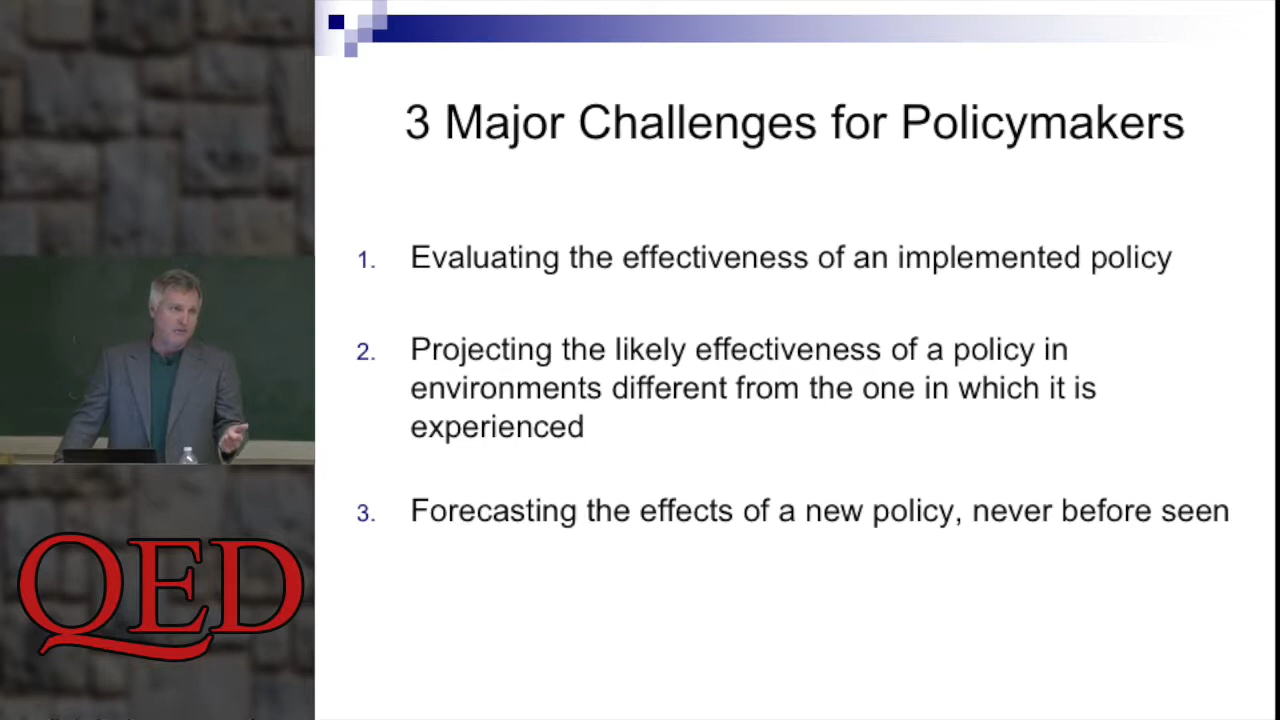 3 Major Challenges for Policymakers
1. Evaluating the effectiveness of an implemented policy
2. Projecting the likely effectiveness of a policy in
environments different from the one in which it is
experienced
3. Forecasting the effects of a new policy, never before seen
QED